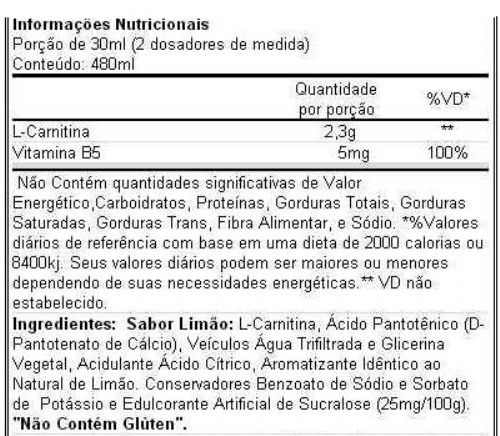 Informações Nutricionais
Porção de 30ml (2 dosadores de medida)
Conteúdo: 480ml
Quantidade por porção %VD*
L-Carnitina 2,3g **
Vitamina B5 5mg 100%
Não Contém quantidades significativas de Valor
Energético,Carboidratos, Proteínas, Gorduras Totais, Gorduras
Saturadas, Gorduras Trans, Fibra Alimentar, e Sódio. *%Valores
diários de referência com base em uma dieta de 2000 calorias ou
8400kj. Seus valores diários podem ser maiores ou menores
dependendo de suas necessidades energéticas.** VD não
estabelecido.
Ingredientes: Sabor Limão: L-Carnitina, Ácido Pantotênico (D-
Pantotenato de Cálcio), Veículos Água Trifiltrada e Glicerina
Vegetal, Acidulante Ácido Cítrico, Aromatizante Idêntico ao
Natural de Limão. Conservadores Benzoato de Sódio e Sorbato
de Potássio e Edulcorante Artificial de Sucralose (25mg/100g).
"Não Contém Glúten".